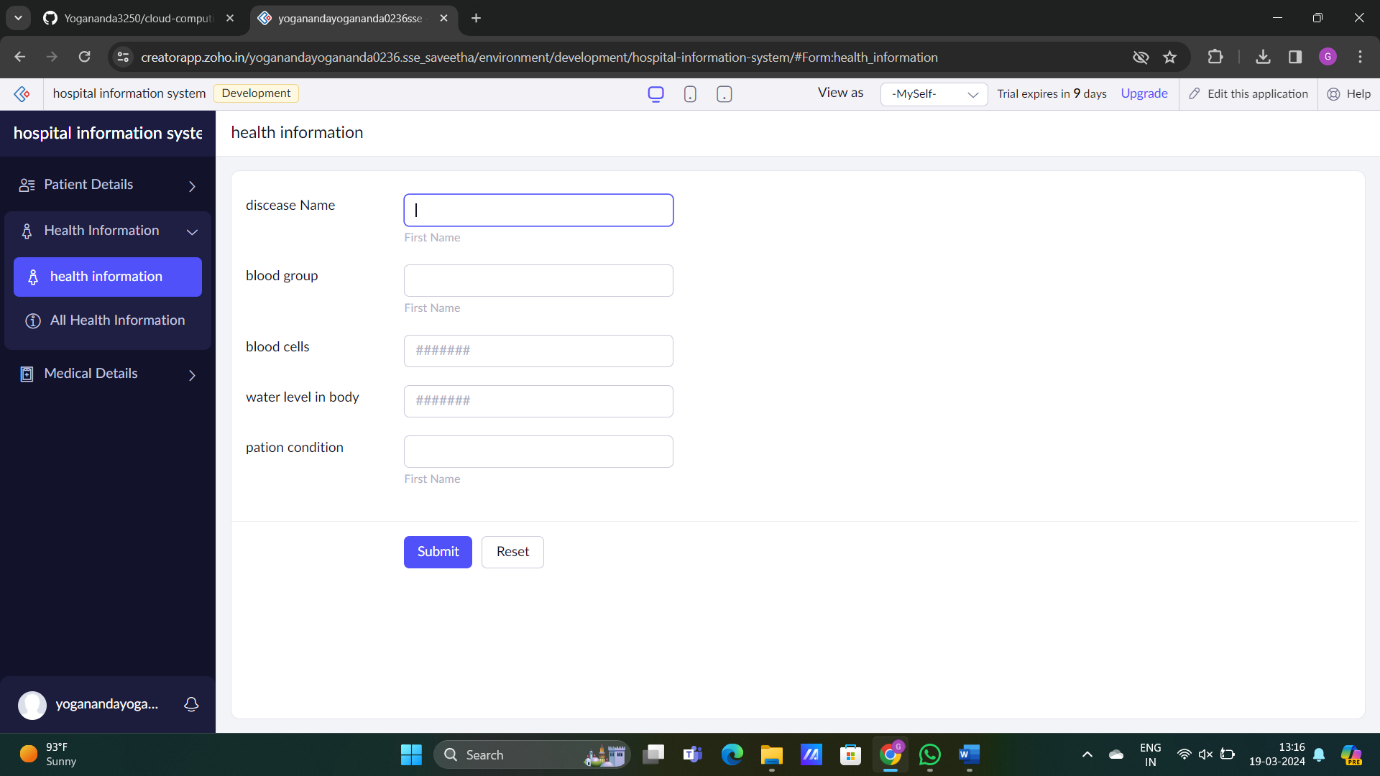 Yogananda3250/cloud-computi
yoganandayogananda0236sse
creatorapp.zoho.in/yoganandayogananda0236.sse_saveetha/environment/development/hospital-information-system/#Form:health_information
G
hospital information system
Development
View as
-MySelf-
Trial expires in 9 days
Upgrade
Edit this application
Help
hospital information syste
Patient Details
Health Information
health information
All Health Information
Medical Details
yoganandayoga...
health information
discease Name
First Name
blood group
First Name
blood cells
#######
water level in body
#######
pation condition
First Name
Submit
Reset
93°F
Sunny
Search
G
W
ENG
IN
13:16
19-03-2024
PRE